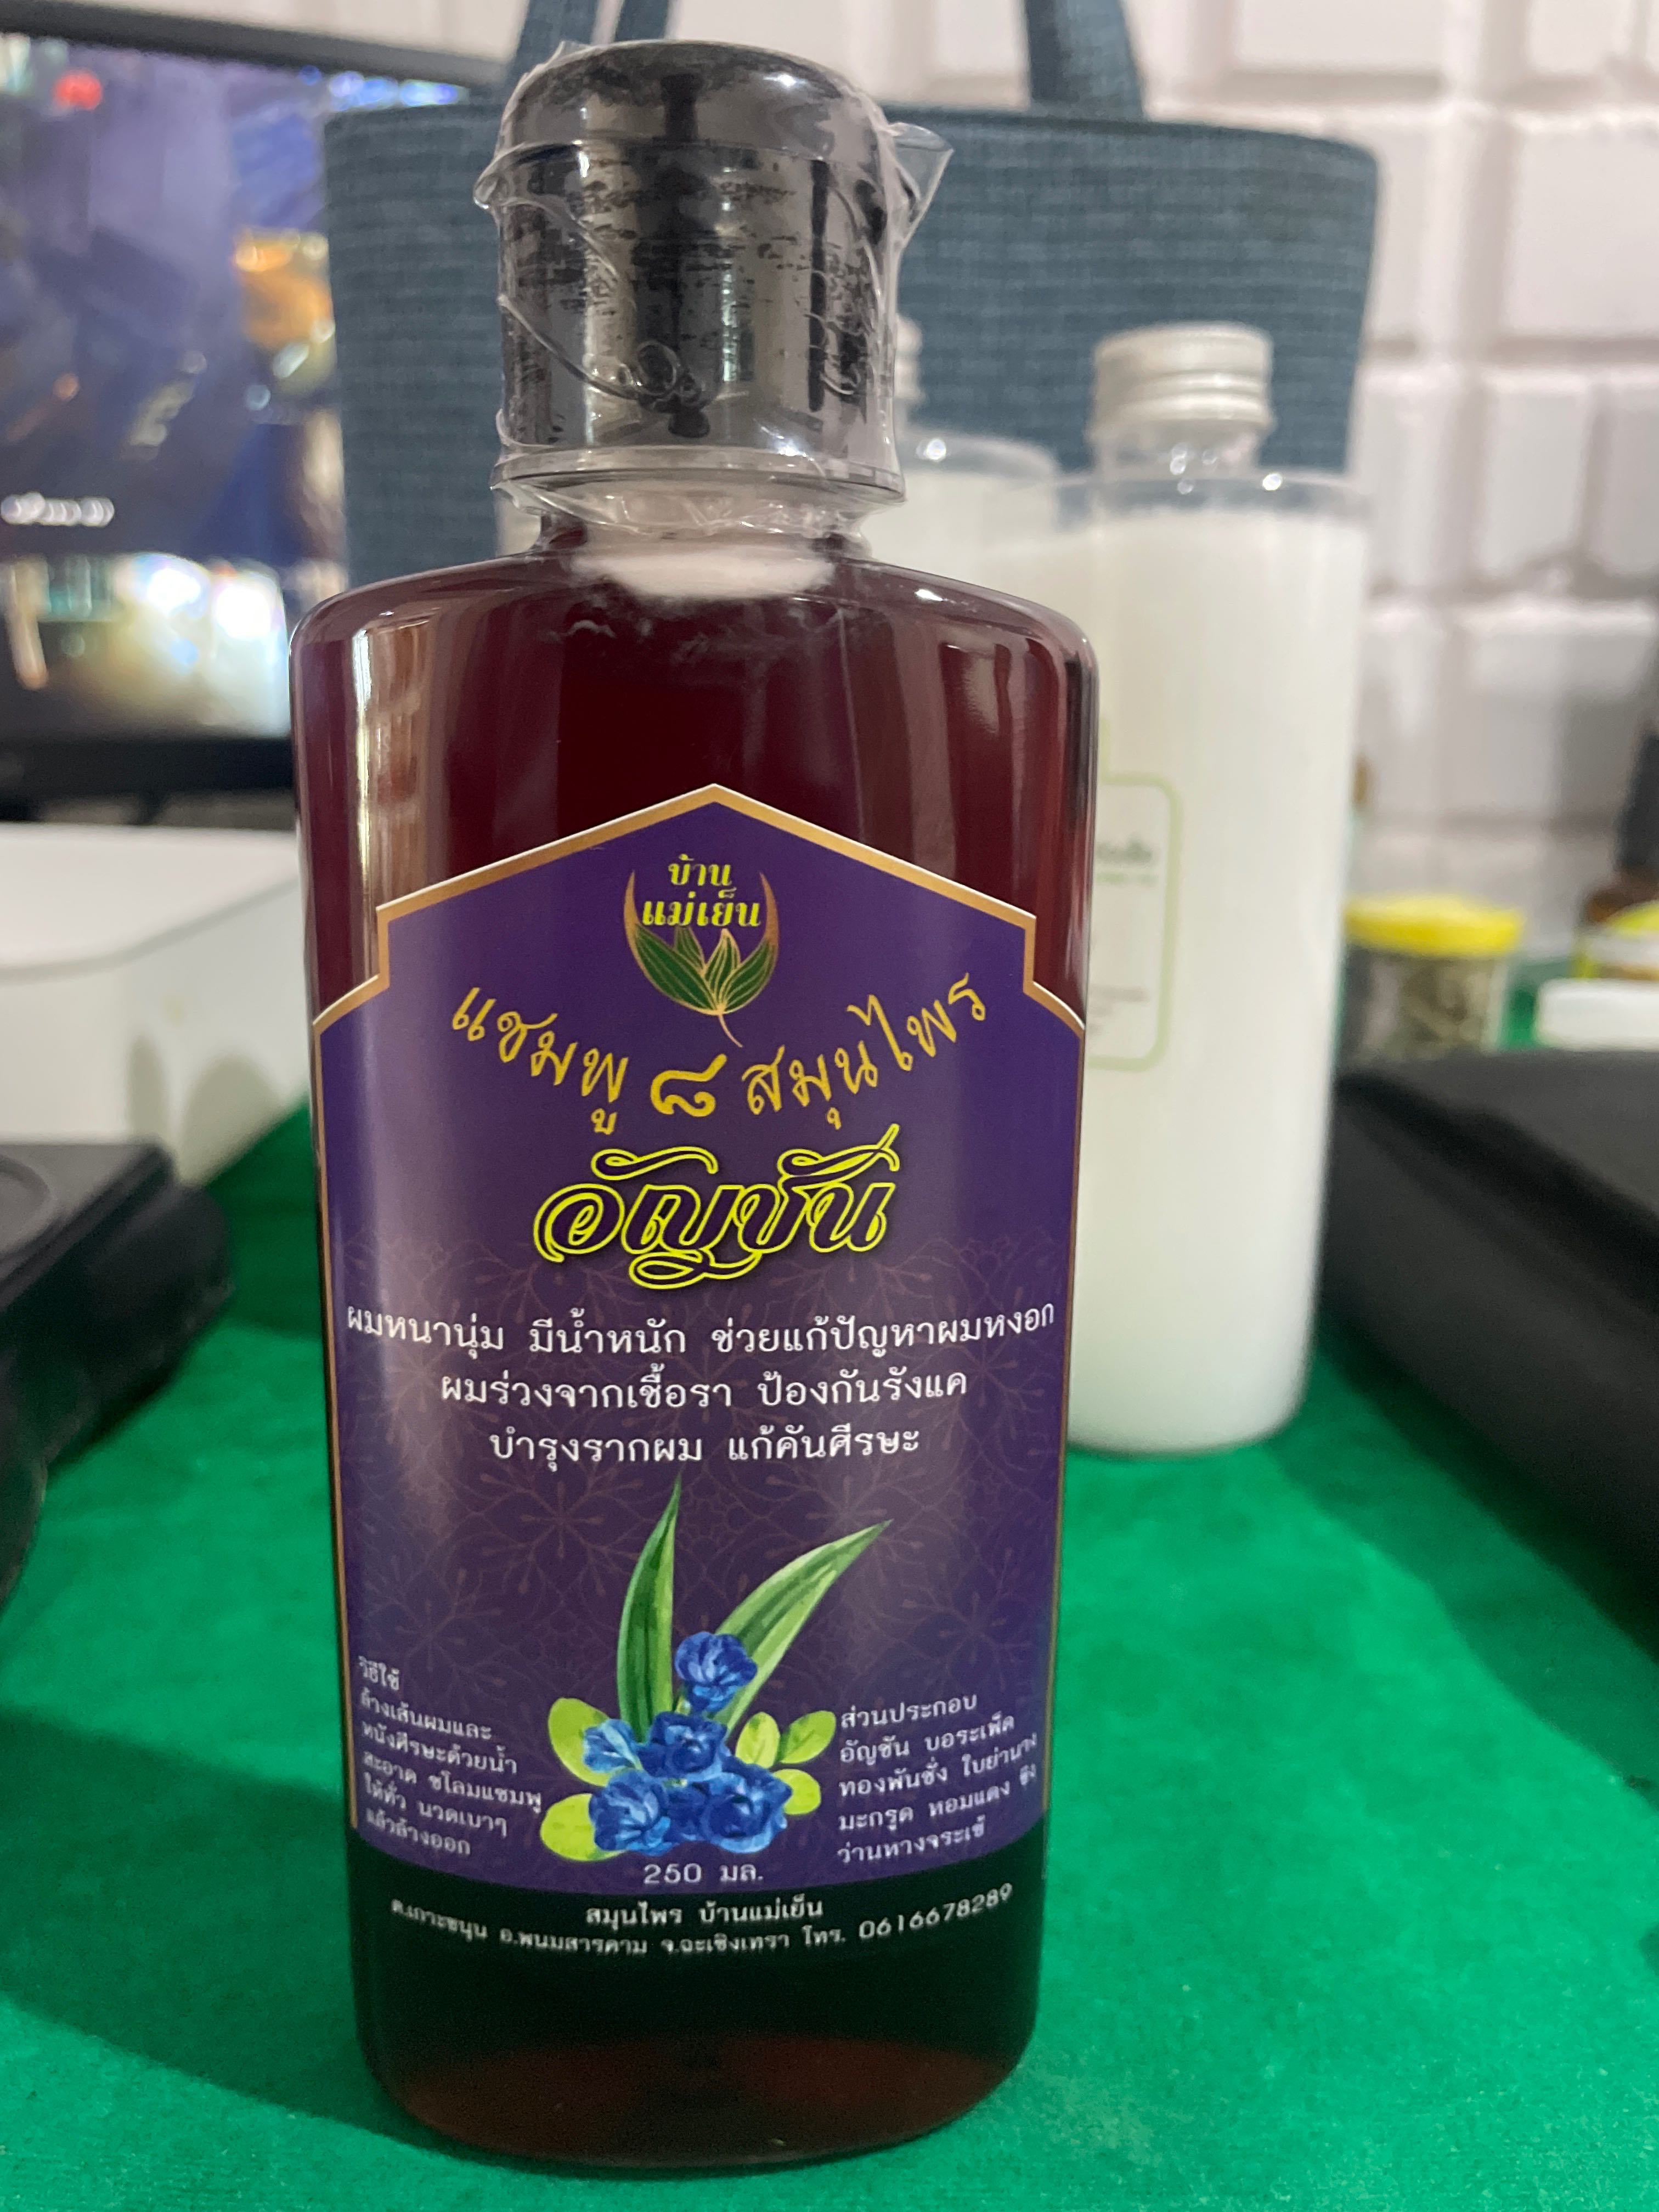 บ้าน
แม่เย็น
แชมพู ๘ สมุนไพร
อัญชัน
ผมหนานุ่ม มีน้ำหนัก ช่วยแก้ปัญหาผมหงอก
ผมร่วงจากเชื้อรา ป้องกันรังแค
บำรุงรากผม แก้คันศีรษะ
วิธีใช้
ล้างเส้นผมและ
หนังศีรษะด้วยน้ำ
สะอาด ชโลมแชมพู
ให้ทั่ว นวดเบาๆ
แล้วล้างออก
ส่วนประกอบ
อัญชัน บอระเพ็ด
ทองพันชั่ง ใบย่านาง
มะกรูด หอมแดง ขิง
ว่านหางจระเข้
250 มล.
สมุนไพร บ้านแม่เย็น
ต.เกาะขนุน อ.พนมสารคาม จ.ฉะเชิงเทรา โทร. 0616678289